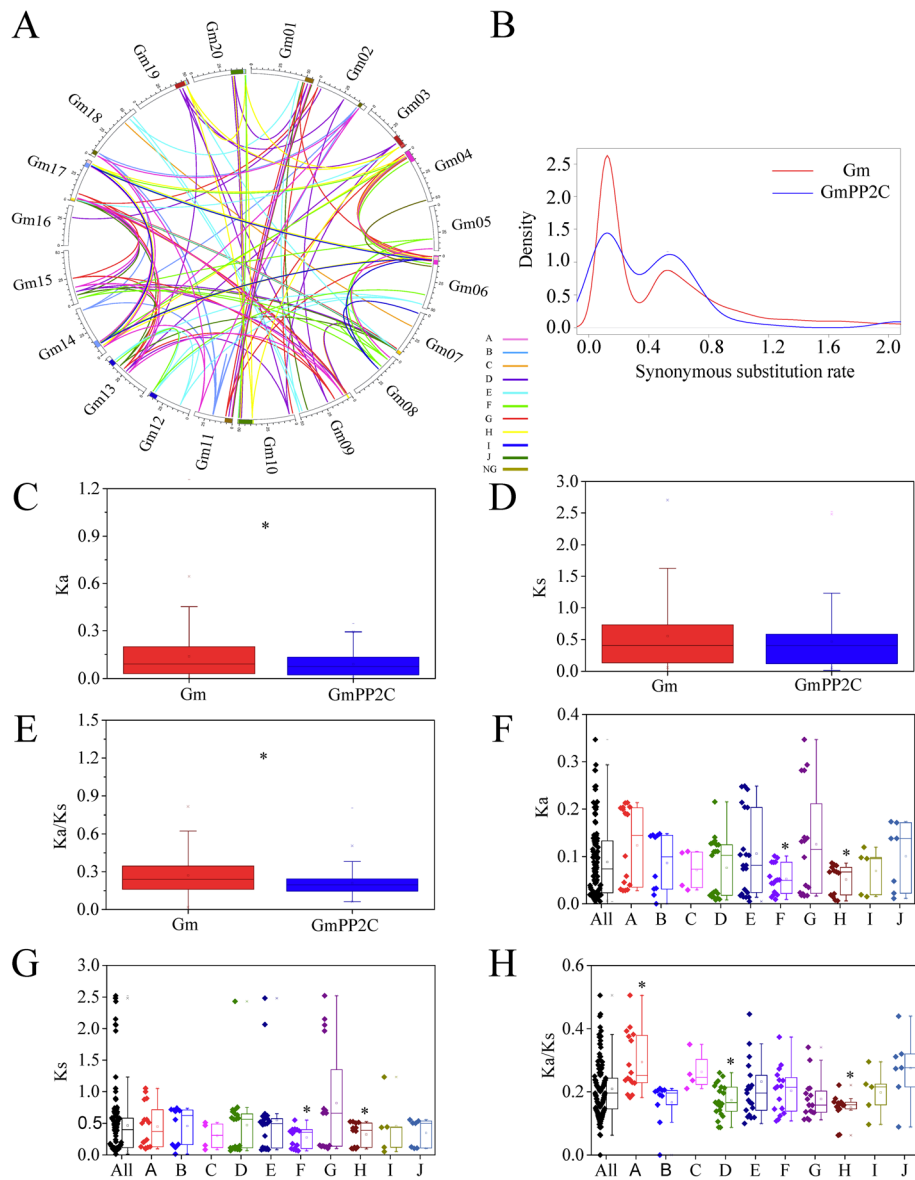 A
B
Gm20
Gm01
Gm19
Gm02
Gm18
Gm03
Gm17
Gm04
Gm16
Gm05
Gm15
Gm06
Gm14
Gm07
Gm13
Gm08
Gm12
Gm09
Gm11
Gm10
Gm
GmPP2C
Density
2.5
2.0
1.5
1.0
0.5
0.0
0.0 0.4 0.8 1.2 1.6 2.0
Synonymous substitution rate
A
B
C
D
E
F
G
H
I
J
NG
C
Ka
1.2
0.9
0.6
0.3
0.0
*
Gm GmPP2C
D
Ks
3.0
2.5
2.0
1.5
1.0
0.5
0.0
Gm GmPP2C
E
Ka/Ks
1.5
1.2
0.9
0.6
0.3
0.0
*
Gm GmPP2C
F
Ka
0.4
0.3
0.2
0.1
0.0
* *
All A B C D E F G H I J
G
Ks
3.0
2.5
2.0
1.5
1.0
0.5
0.0
* *
All A B C D E F G H I J
H
Ka/Ks
0.6
0.4
0.2
0.0
* * *
All A B C D E F G H I J